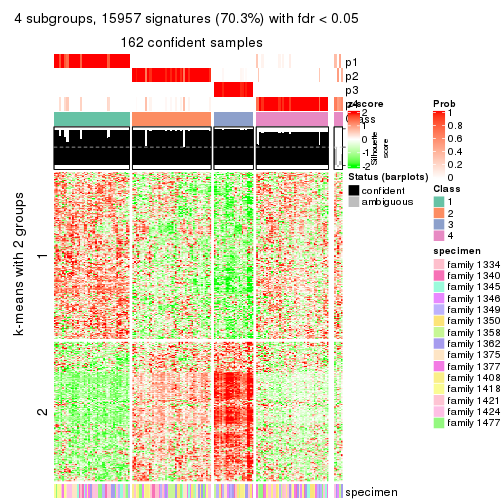 4 subgroups, 15957 signatures (70.3%) with fdr < 0.05
162 confident samples
p1
p2
p3
p4
Class
z-score
2
1
0
-1
-2
Silhouette
score
Prob
1
0.8
0.6
0.4
0.2
0
Status (barplots)
confident
ambiguous
Class
1
2
3
4
specimen
family 1334
family 1340
family 1345
family 1346
family 1349
family 1350
family 1358
family 1362
family 1375
family 1377
family 1408
family 1418
family 1421
family 1424
family 1477
k-means with 2 groups
1
2
specimen